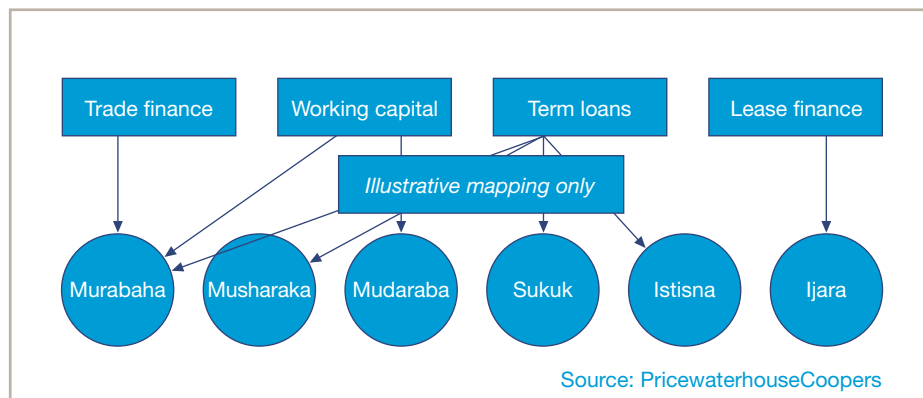 Trade finance
Working capital
Term loans
Lease finance
Illustrative mapping only
Murabaha
Musharaka
Mudaraba
Sukuk
Istisna
Ijara
Source: PricewaterhouseCoopers